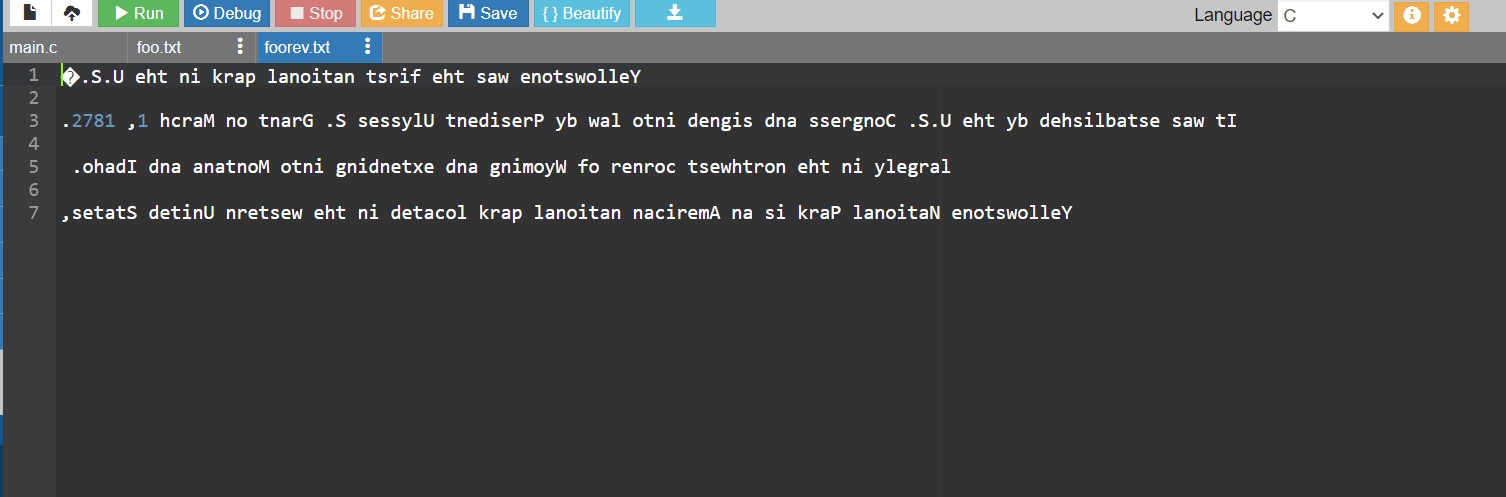 Run Debug Stop Share Save { } Beautify Language C
main.c foo.txt foorev.txt
1 �.S.U eht ni krap lanoitan tsrif eht saw enotswolleY
2
3 .2781 ,1 hcraM no tnarG .S sessylU tnediserP yb wal otni dengis dna ssergnoC .S.U eht yb dehsilbatse saw tI
4
5 .ohadI dna anatnoM otni gnidnetxe dna gnimoyW fo renroc tsewhtron eht ni ylegral
6
7 ,setatS detinU nretsew eht ni detacol krap lanoitan naciremA na si kraP lanoitaN enotswolleY